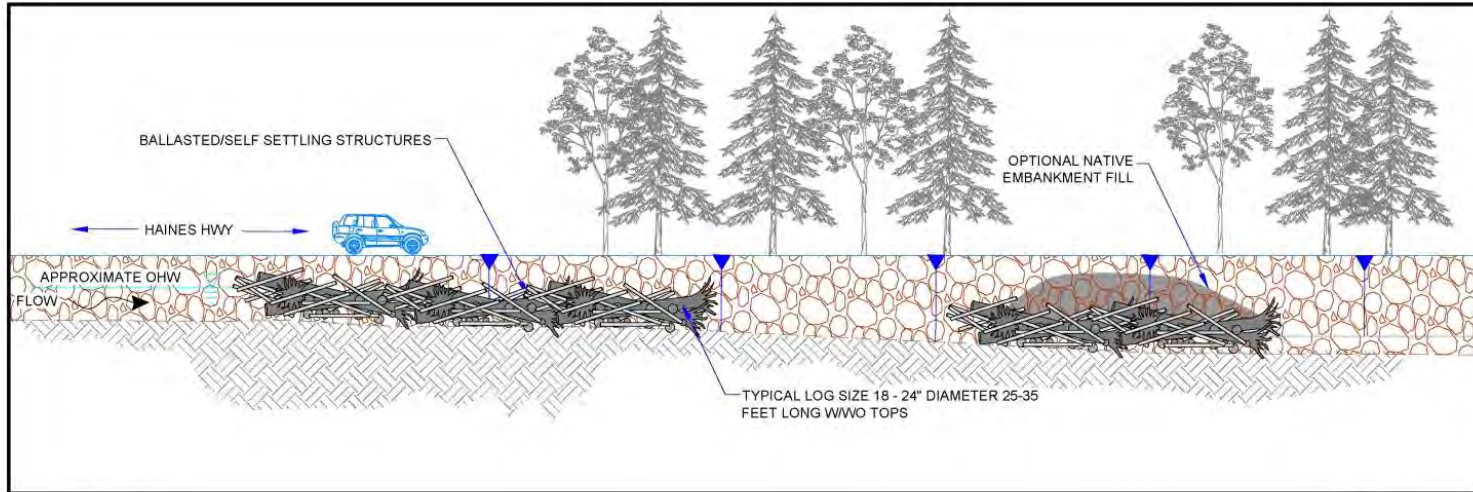 BALLASTED/SELF SETTLING STRUCTURES
OPTIONAL NATIVE
EMBANKMENT FILL
HAINES HWY
APPROXIMATE OHW
FLOW
TYPICAL LOG SIZE 18 - 24" DIAMETER 25-35
FEET LONG W/WO TOPS